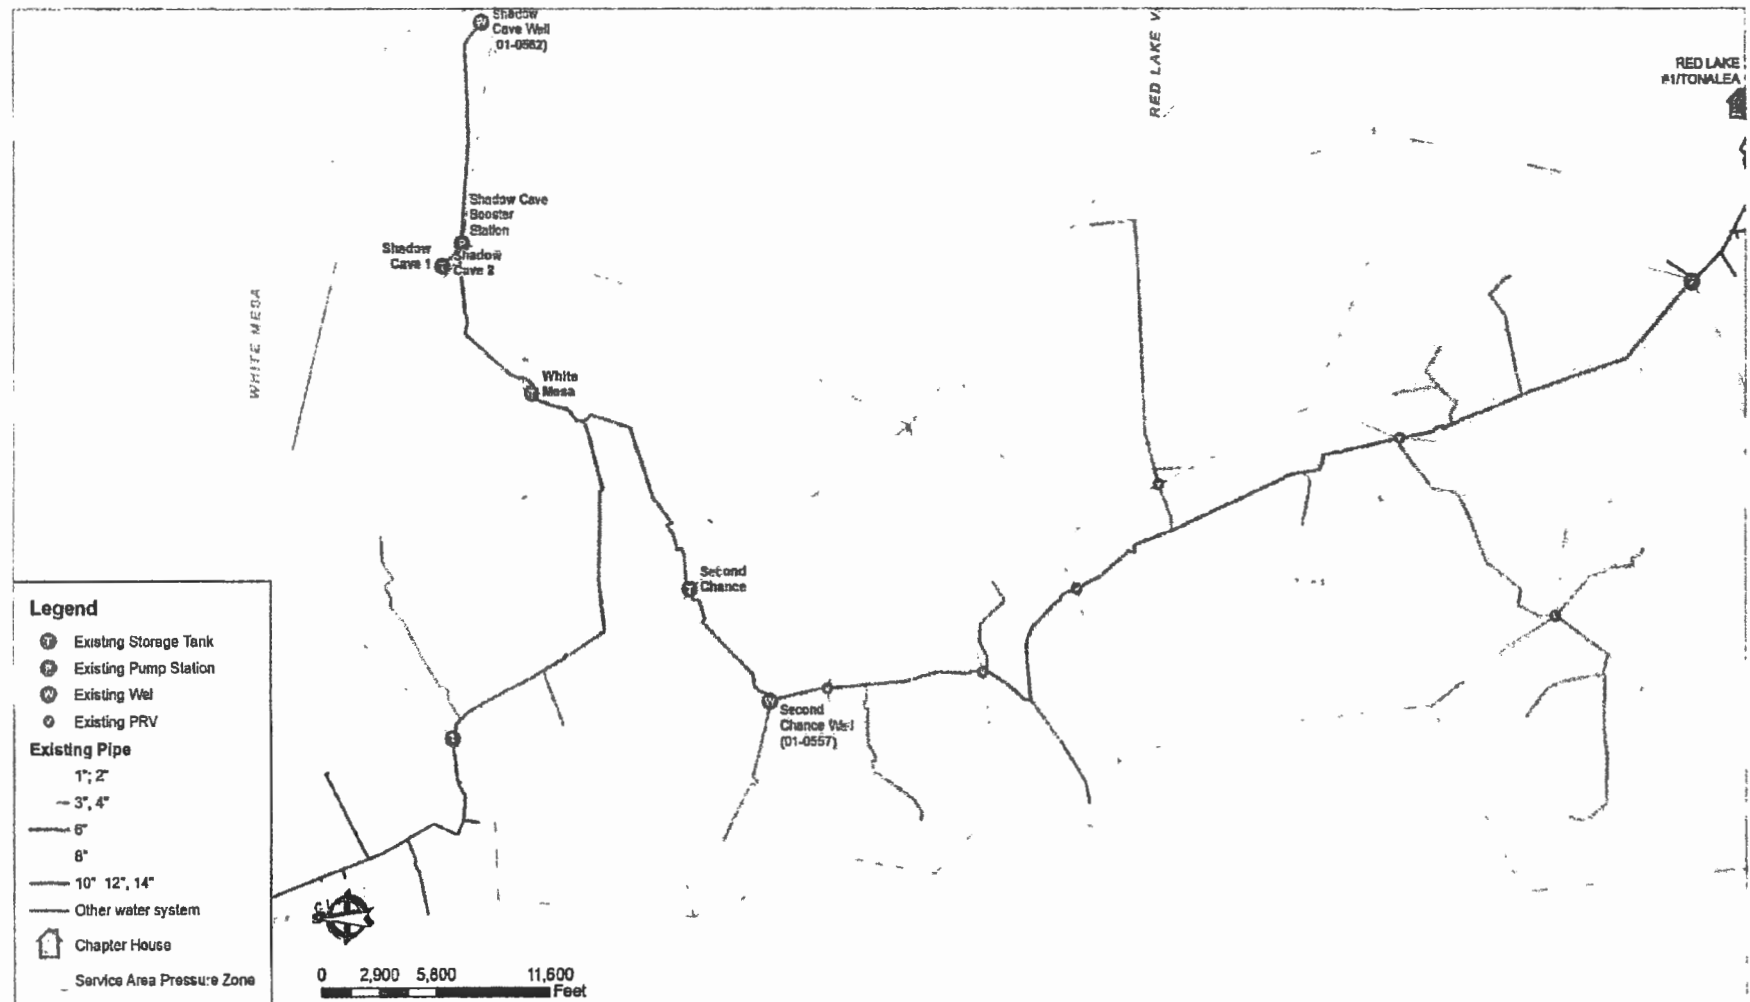 Shadow
Cave Well
(01-0562)
RED LAKE V
RED LAKE
#1/TONALEA
Shadow Cave
Booster
Station
Shadow
Cave 1
Shadow
Cave 2
WHITE MESA
White
Mesa
Second
Chance
Second
Chance Well
(01-0557)
Legend
T Existing Storage Tank
P Existing Pump Station
W Existing Wel
Existing PRV
Existing Pipe
1"; 2"
3", 4"
6"
8"
10" 12", 14"
Other water system
Chapter House
Service Area Pressure Zone
0 2,900 5,800 11,600
Feet